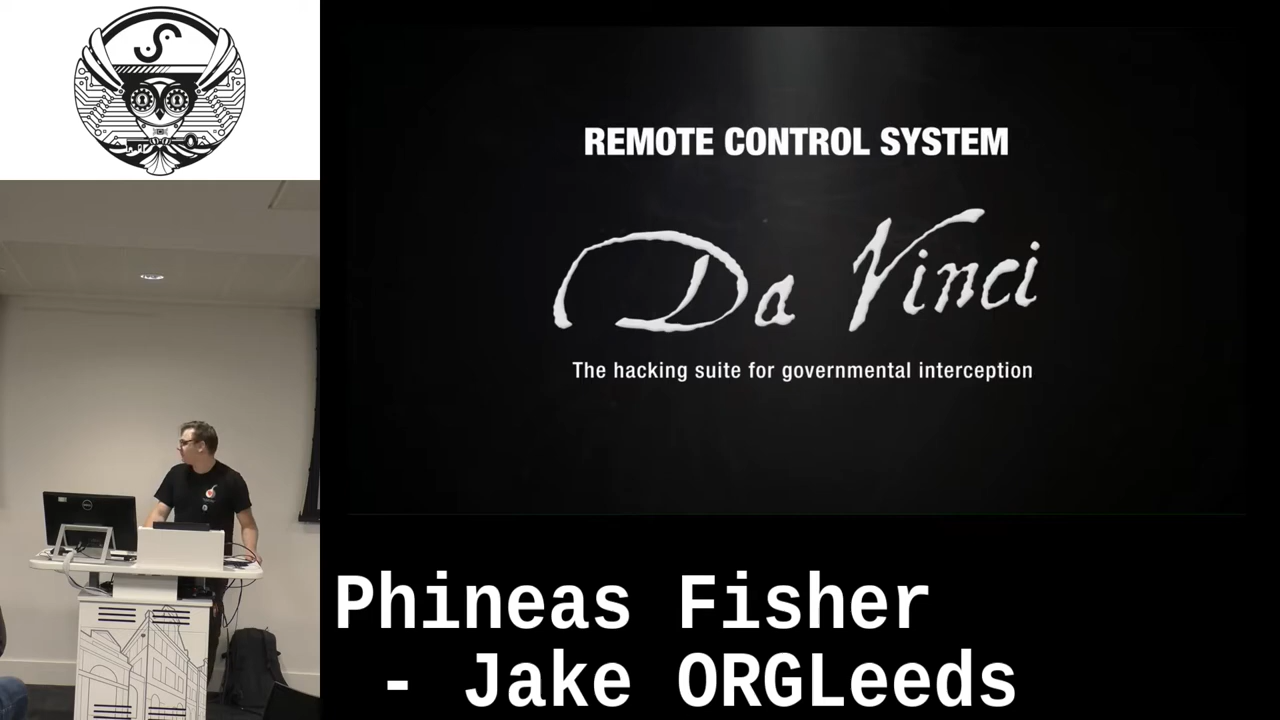 REMOTE CONTROL SYSTEM
Da Vinci
The hacking suite for governmental interception
Phineas Fisher
- Jake ORGLeeds